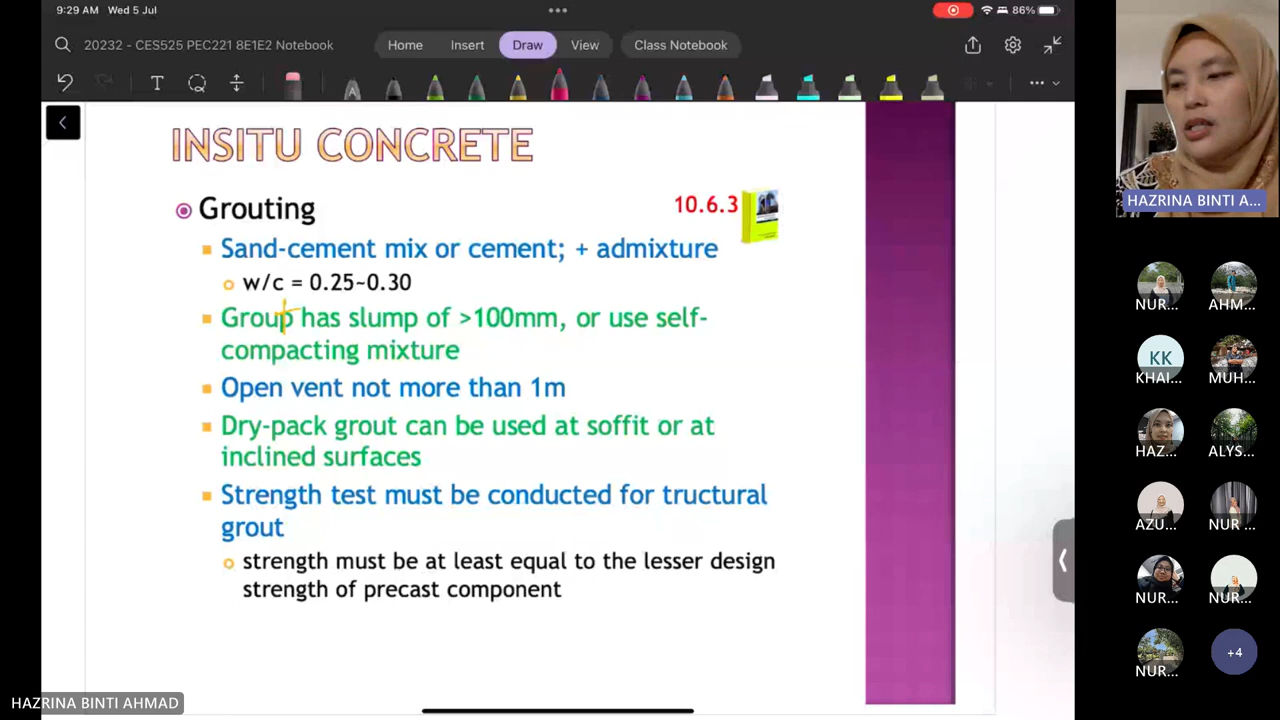 9:29 AM Wed 5 Jul
86%
20232 - CES525 PEC221 8E1E2 Notebook
Home Insert Draw View Class Notebook
T
A
INSITU CONCRETE
Grouting
10.6.3
Sand-cement mix or cement; + admixture
w/c = 0.25~0.30
Group has slump of >100mm, or use self-
compacting mixture
Open vent not more than 1m
Dry-pack grout can be used at soffit or at
inclined surfaces
Strength test must be conducted for tructural
grout
strength must be at least equal to the lesser design
strength of precast component
HAZRINA BINTI AHMAD
HAZRINA BINTI A...
NUR... AHM...
KK
KHAI... MUH...
HAZ... ALYS...
AZU... NUR ...
NUR... NUR...
NUR... +4